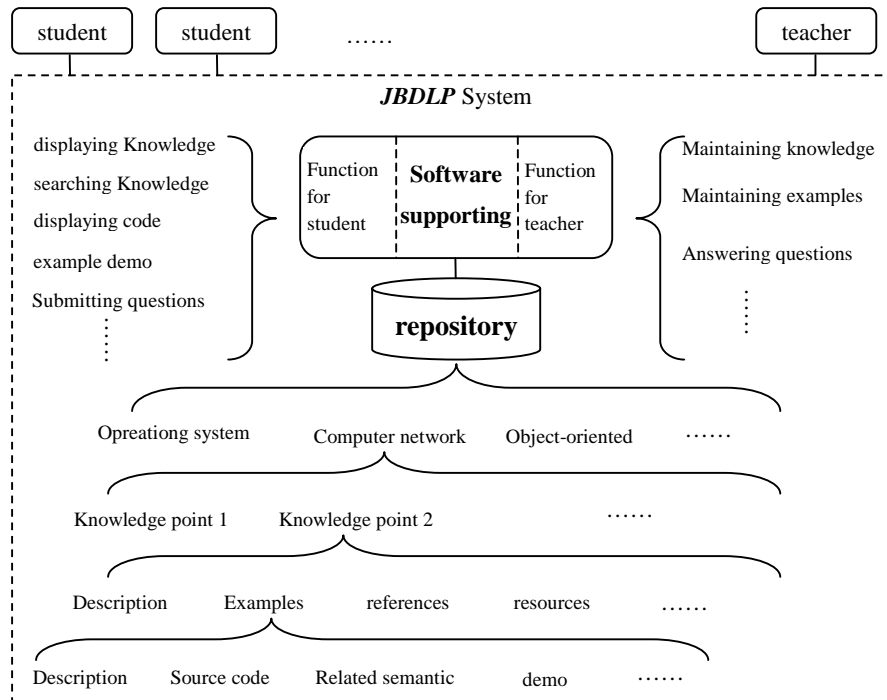 student
student
……
teacher
JBDLP System
displaying Knowledge
searching Knowledge
displaying code
example demo
Submitting questions
……
Function
for
student
Software
supporting
Function
for
teacher
Maintaining knowledge
Maintaining examples
Answering questions
……
repository
Opreationg system
Computer network
Object-oriented
……
Knowledge point 1
Knowledge point 2
……
Description
Examples
references
resources
……
Description
Source code
Related semantic
demo
……